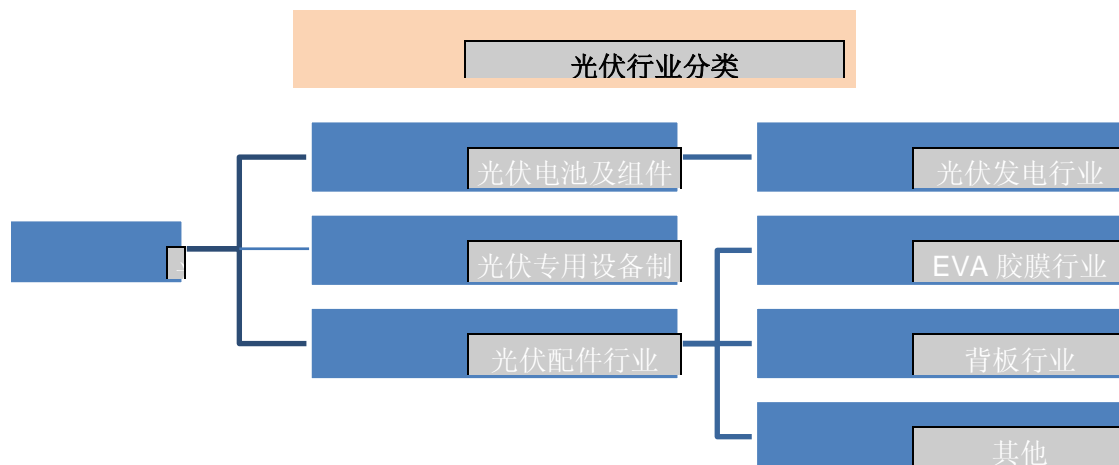 光伏行业分类
光伏电池及组件
光伏发电行业
光伏专用设备制
EVA 胶膜行业
光伏配件行业
背板行业
其他